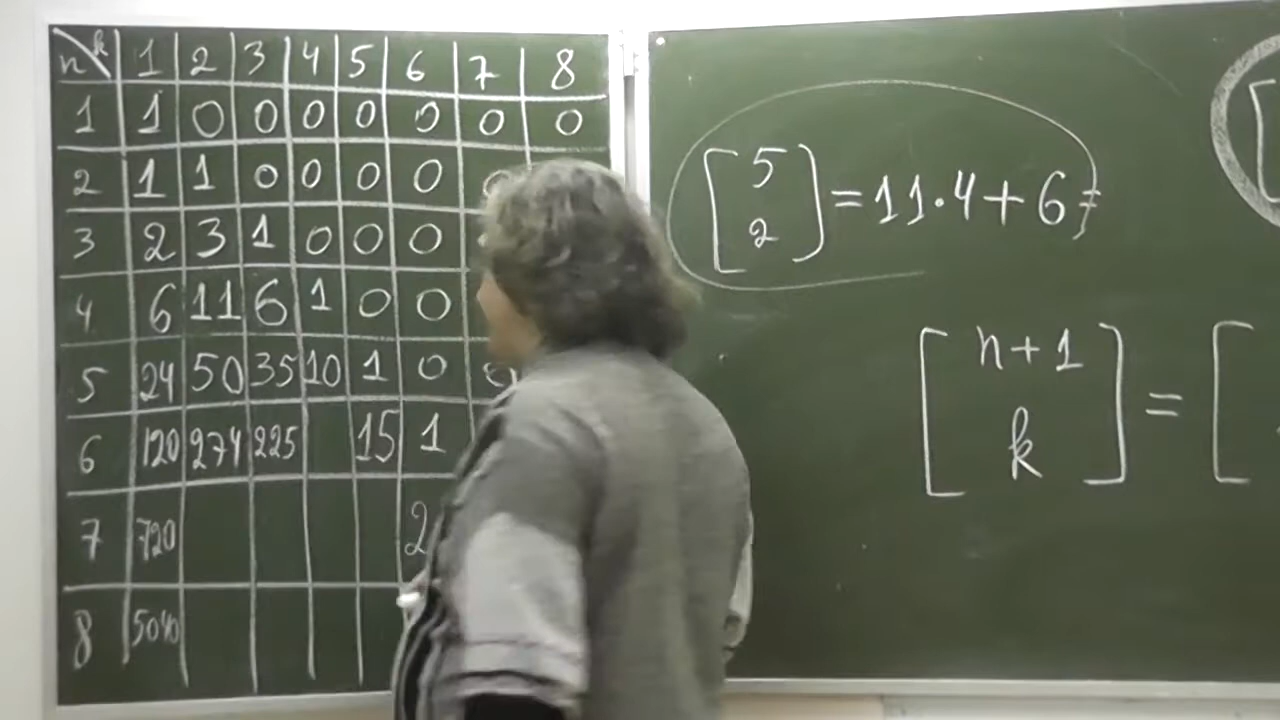 n k 1 2 3 4 5 6 7 8
1 1 0 0 0 0 0 0 0
2 1 1 0 0 0 0
3 2 3 1 0 0 0
4 6 11 6 1 0 0
5 24 50 35 10 1 0
6 120 274 225 15 1
7 720 2
8 5040
[5 2] = 11·4+6=
[n+1 k] = [